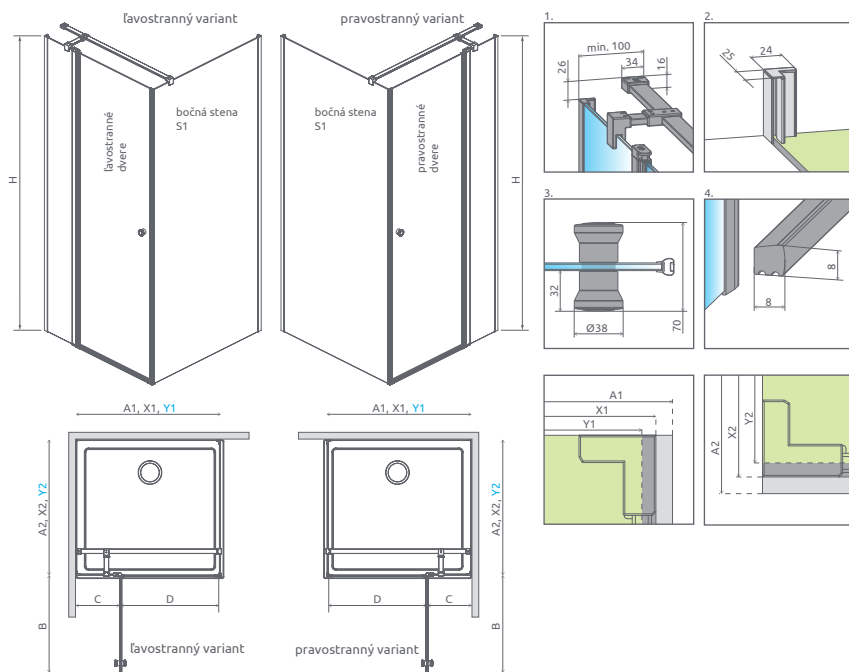 ľavostranný variant
pravostranný variant
H
ľavostranné
dvere
bočná stena
S1
bočná stena
S1
pravostranné
dvere
H
1.
min. 100
26
34
16
2.
25
24
3.
32
Ø38
70
4.
8
8
A1, X1, Y1
A2, X2, Y2
C
D
B
ľavostranný variant
A1, X1, Y1
A2, X2, Y2
D
C
B
pravostranný variant
A1
X1
Y1
A2
X2
Y2